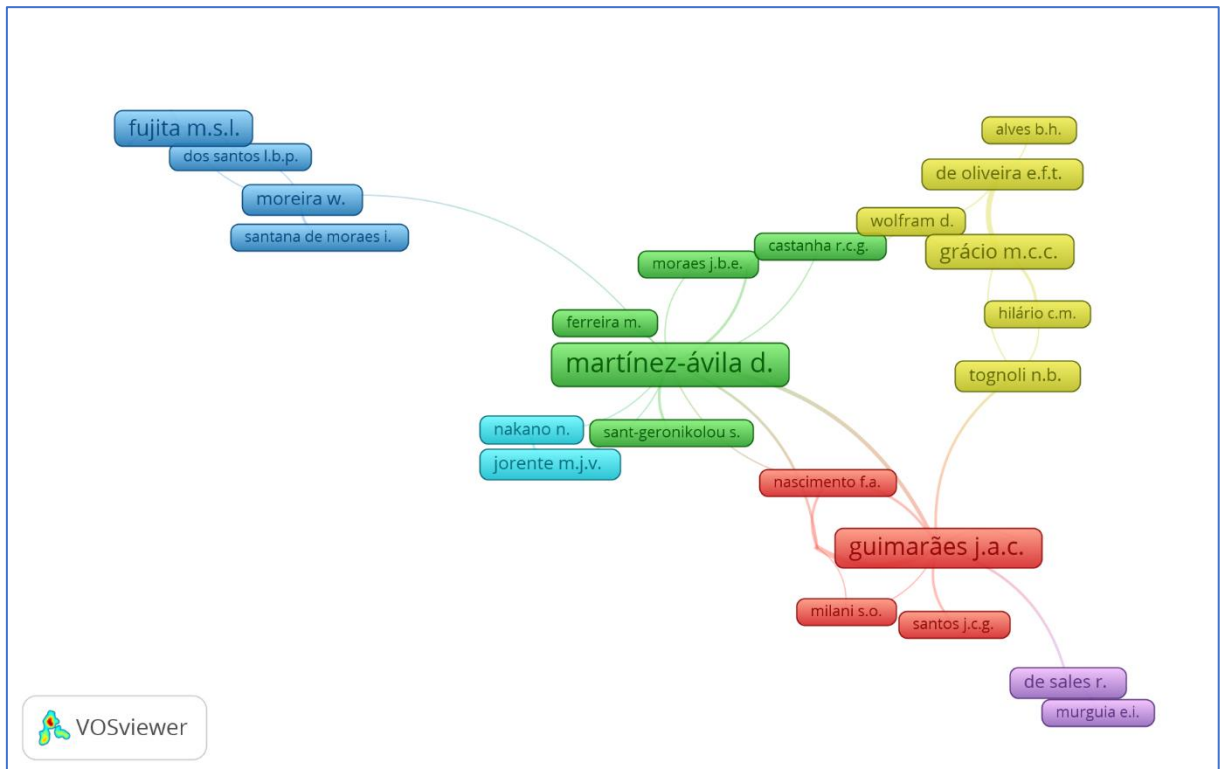 fujita m.s.l.
dos santos l.b.p.
moreira w.
santana de moraes i.
alves b.h.
de oliveira e.f.t.
wolfram d.
grácio m.c.c.
hilário c.m.
tognoli n.b.
castanha r.c.g.
moraes j.b.e.
ferreira m.
martínez-ávila d.
sant-geronikolou s.
nakano n.
jorente m.j.v.
nascimento f.a.
guimarães j.a.c.
milani s.o.
santos j.c.g.
de sales r.
murguia e.i.
VOSviewer